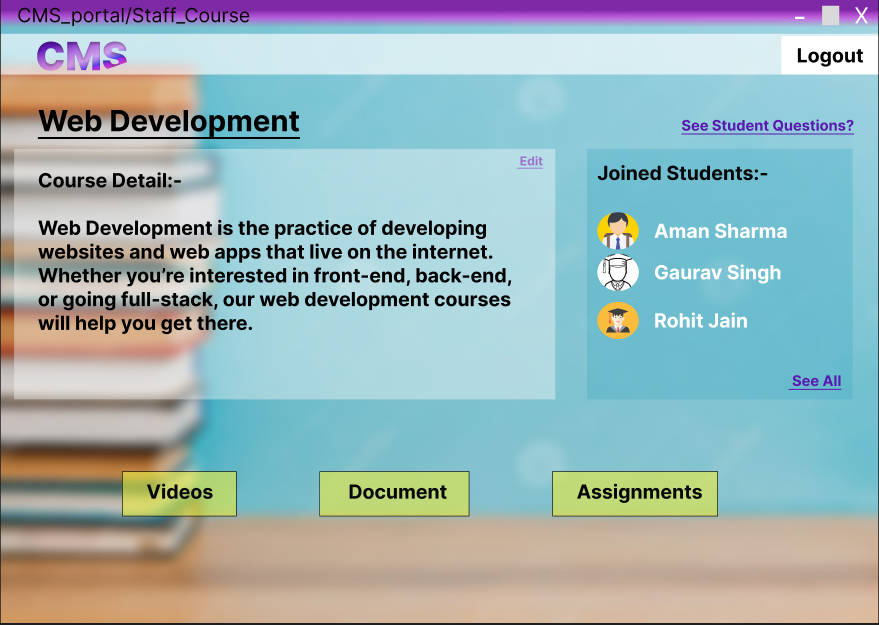 CMS_portal/Staff_Course
– X
CMS
Logout
Web Development
See Student Questions?
Edit
Course Detail:-
Web Development is the practice of developing
websites and web apps that live on the internet.
Whether you’re interested in front-end, back-end,
or going full-stack, our web development courses
will help you get there.
Joined Students:-
Aman Sharma
Gaurav Singh
Rohit Jain
See All
Videos
Document
Assignments